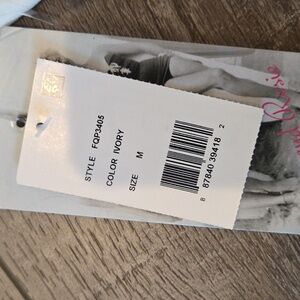 STYLE FQP3405
COLOR IVORY
SIZE M
8 87840 39418 2